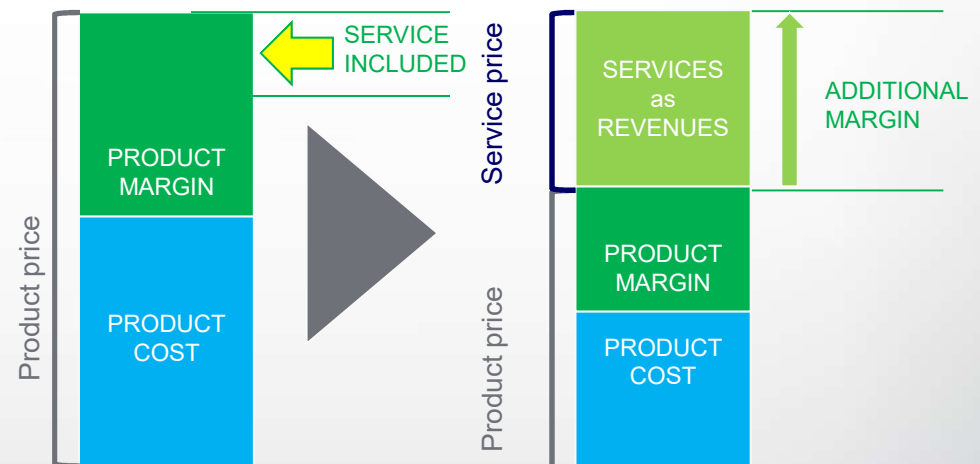 SERVICE
INCLUDED
PRODUCT
MARGIN
PRODUCT
COST
Product price
Service price
SERVICES
as
REVENUES
ADDITIONAL
MARGIN
PRODUCT
MARGIN
PRODUCT
COST
Product price